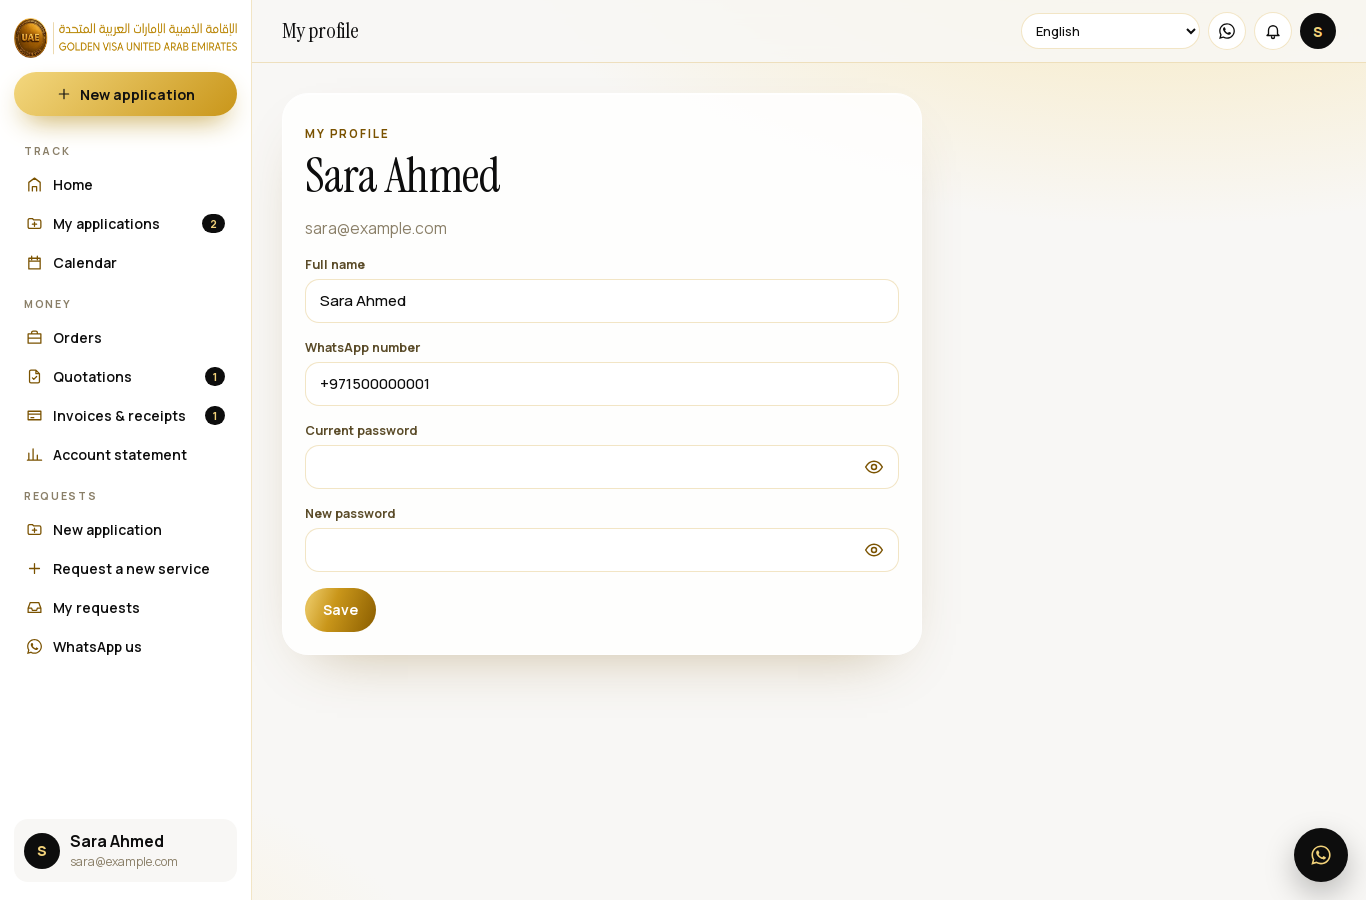 الإقامة الذهبية الإمارات العربية المتحدة
UAE
GOLDEN VISA UNITED ARAB EMIRATES
New application
TRACK
Home
My applications 2
Calendar
MONEY
Orders
Quotations 1
Invoices & receipts 1
Account statement
REQUESTS
New application
Request a new service
My requests
WhatsApp us
S
Sara Ahmed
sara@example.com
My profile
English
S
MY PROFILE
Sara Ahmed
sara@example.com
Full name
Sara Ahmed
WhatsApp number
+971500000001
Current password
New password
Save